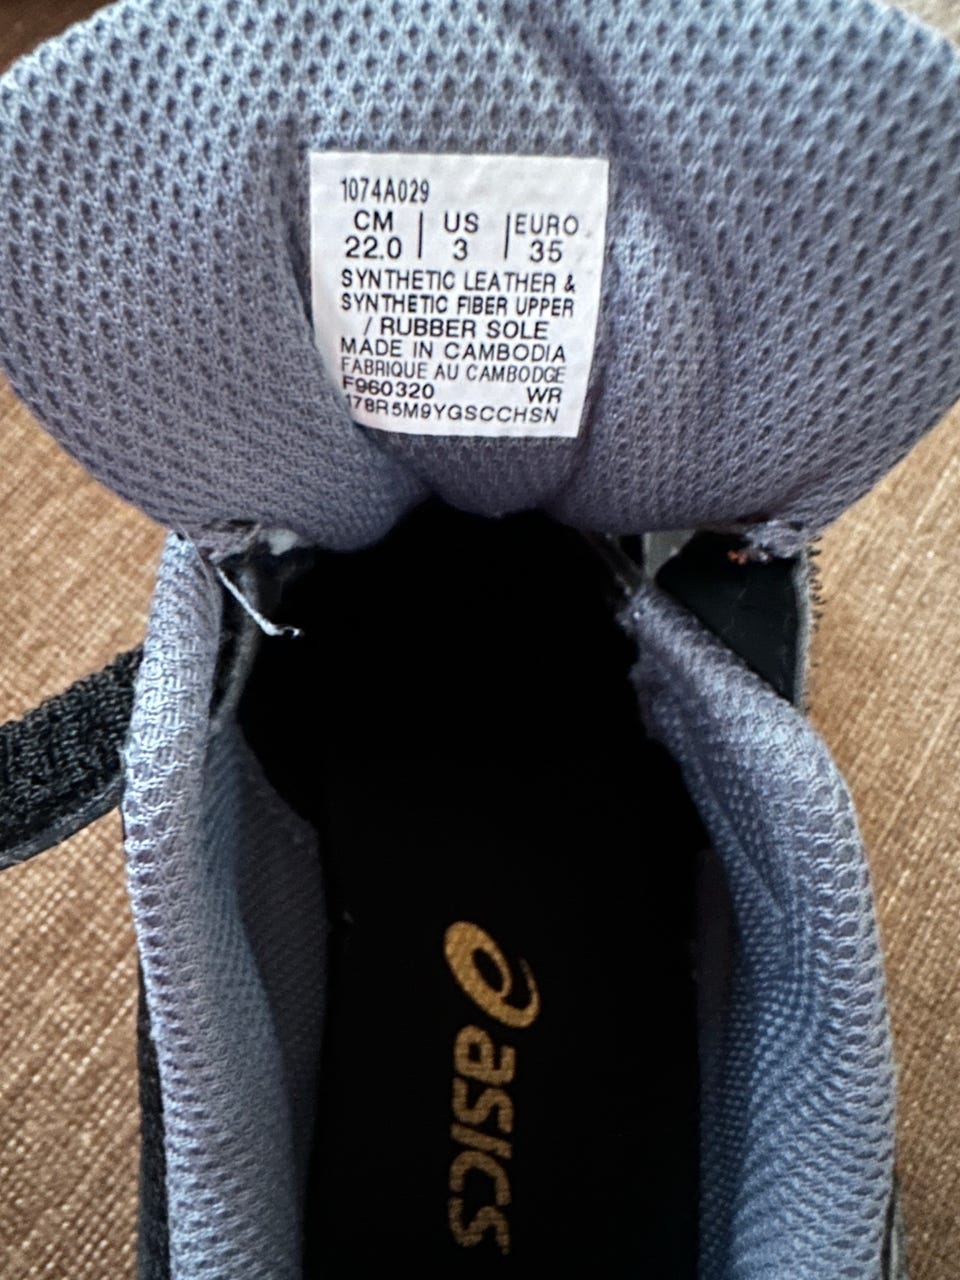 1074A029
CM | US | EURO
22.0 | 3 | 35
SYNTHETIC LEATHER &
SYNTHETIC FIBER UPPER
/ RUBBER SOLE
MADE IN CAMBODIA
FABRIQUE AU CAMBODGE
F960320 WR
178R5M9YGSCCHSN
asics